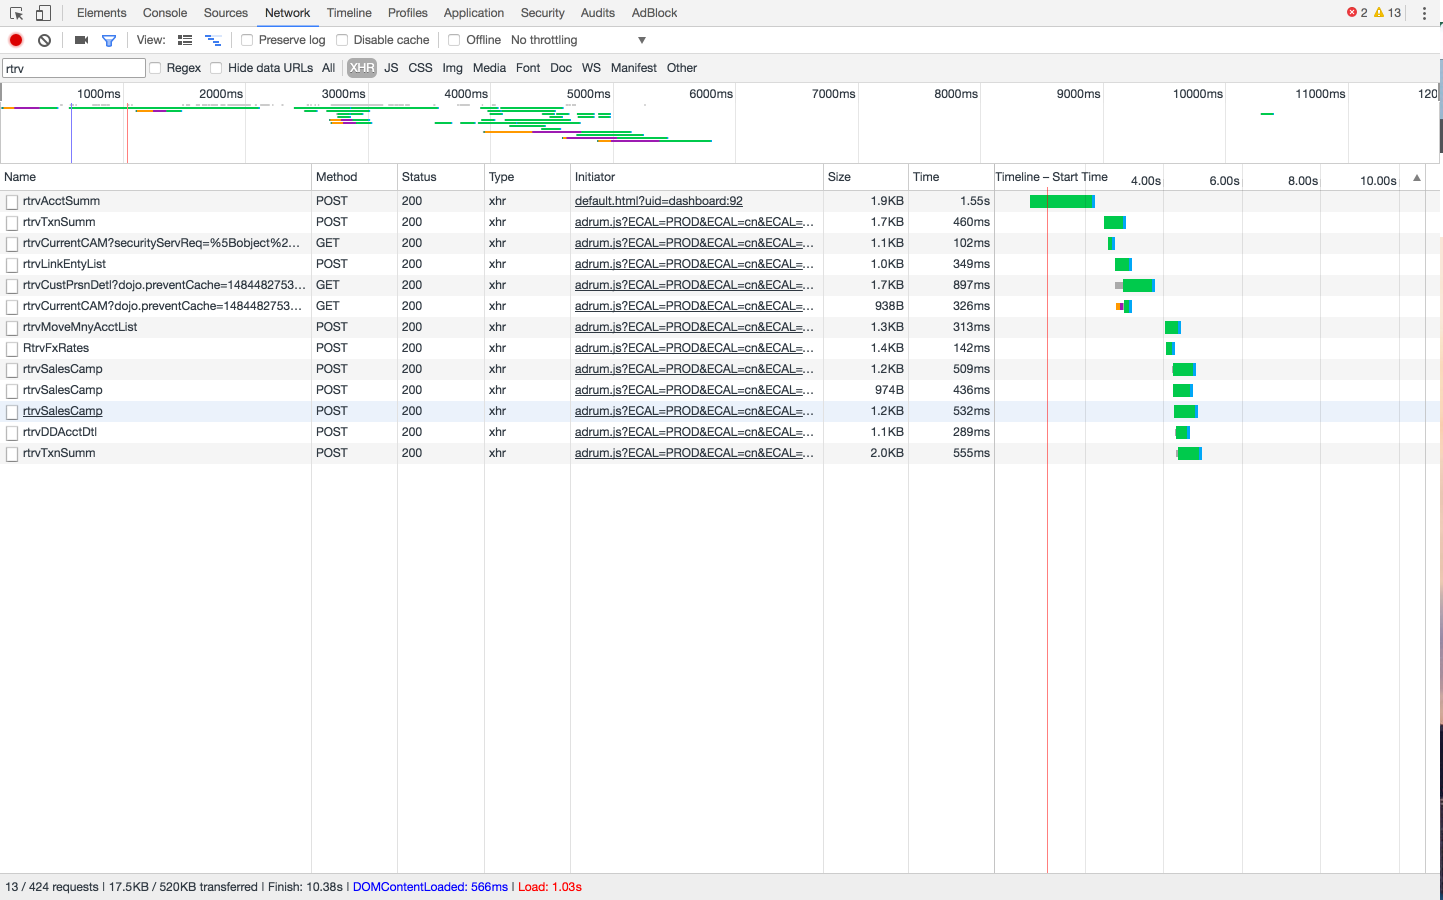 Elements Console Sources Network Timeline Profiles Application Security Audits AdBlock 2 13
View: Preserve log Disable cache Offline No throttling
rtrv Regex Hide data URLs All XHR JS CSS Img Media Font Doc WS Manifest Other
1000ms 2000ms 3000ms 4000ms 5000ms 6000ms 7000ms 8000ms 9000ms 10000ms 11000ms 120
Name Method Status Type Initiator Size Time Timeline – Start Time 4.00s 6.00s 8.00s 10.00s
rtrvAcctSumm POST 200 xhr default.html?uid=dashboard:92 1.9KB 1.55s
rtrvTxnSumm POST 200 xhr adrum.js?ECAL=PROD&ECAL=cn&ECAL=... 1.7KB 460ms
rtrvCurrentCAM?securityServReq=%5Bobject%2... GET 200 xhr adrum.js?ECAL=PROD&ECAL=cn&ECAL=... 1.1KB 102ms
rtrvLinkEntyList POST 200 xhr adrum.js?ECAL=PROD&ECAL=cn&ECAL=... 1.0KB 349ms
rtrvCustPrsnDetl?dojo.preventCache=1484482753... GET 200 xhr adrum.js?ECAL=PROD&ECAL=cn&ECAL=... 1.7KB 897ms
rtrvCurrentCAM?dojo.preventCache=1484482753... GET 200 xhr adrum.js?ECAL=PROD&ECAL=cn&ECAL=... 938B 326ms
rtrvMoveMnyAcctList POST 200 xhr adrum.js?ECAL=PROD&ECAL=cn&ECAL=... 1.3KB 313ms
RtrvFxRates POST 200 xhr adrum.js?ECAL=PROD&ECAL=cn&ECAL=... 1.4KB 142ms
rtrvSalesCamp POST 200 xhr adrum.js?ECAL=PROD&ECAL=cn&ECAL=... 1.2KB 509ms
rtrvSalesCamp POST 200 xhr adrum.js?ECAL=PROD&ECAL=cn&ECAL=... 974B 436ms
rtrvSalesCamp POST 200 xhr adrum.js?ECAL=PROD&ECAL=cn&ECAL=... 1.2KB 532ms
rtrvDDAcctDtl POST 200 xhr adrum.js?ECAL=PROD&ECAL=cn&ECAL=... 1.1KB 289ms
rtrvTxnSumm POST 200 xhr adrum.js?ECAL=PROD&ECAL=cn&ECAL=... 2.0KB 555ms
13 / 424 requests | 17.5KB / 520KB transferred | Finish: 10.38s | DOMContentLoaded: 566ms | Load: 1.03s